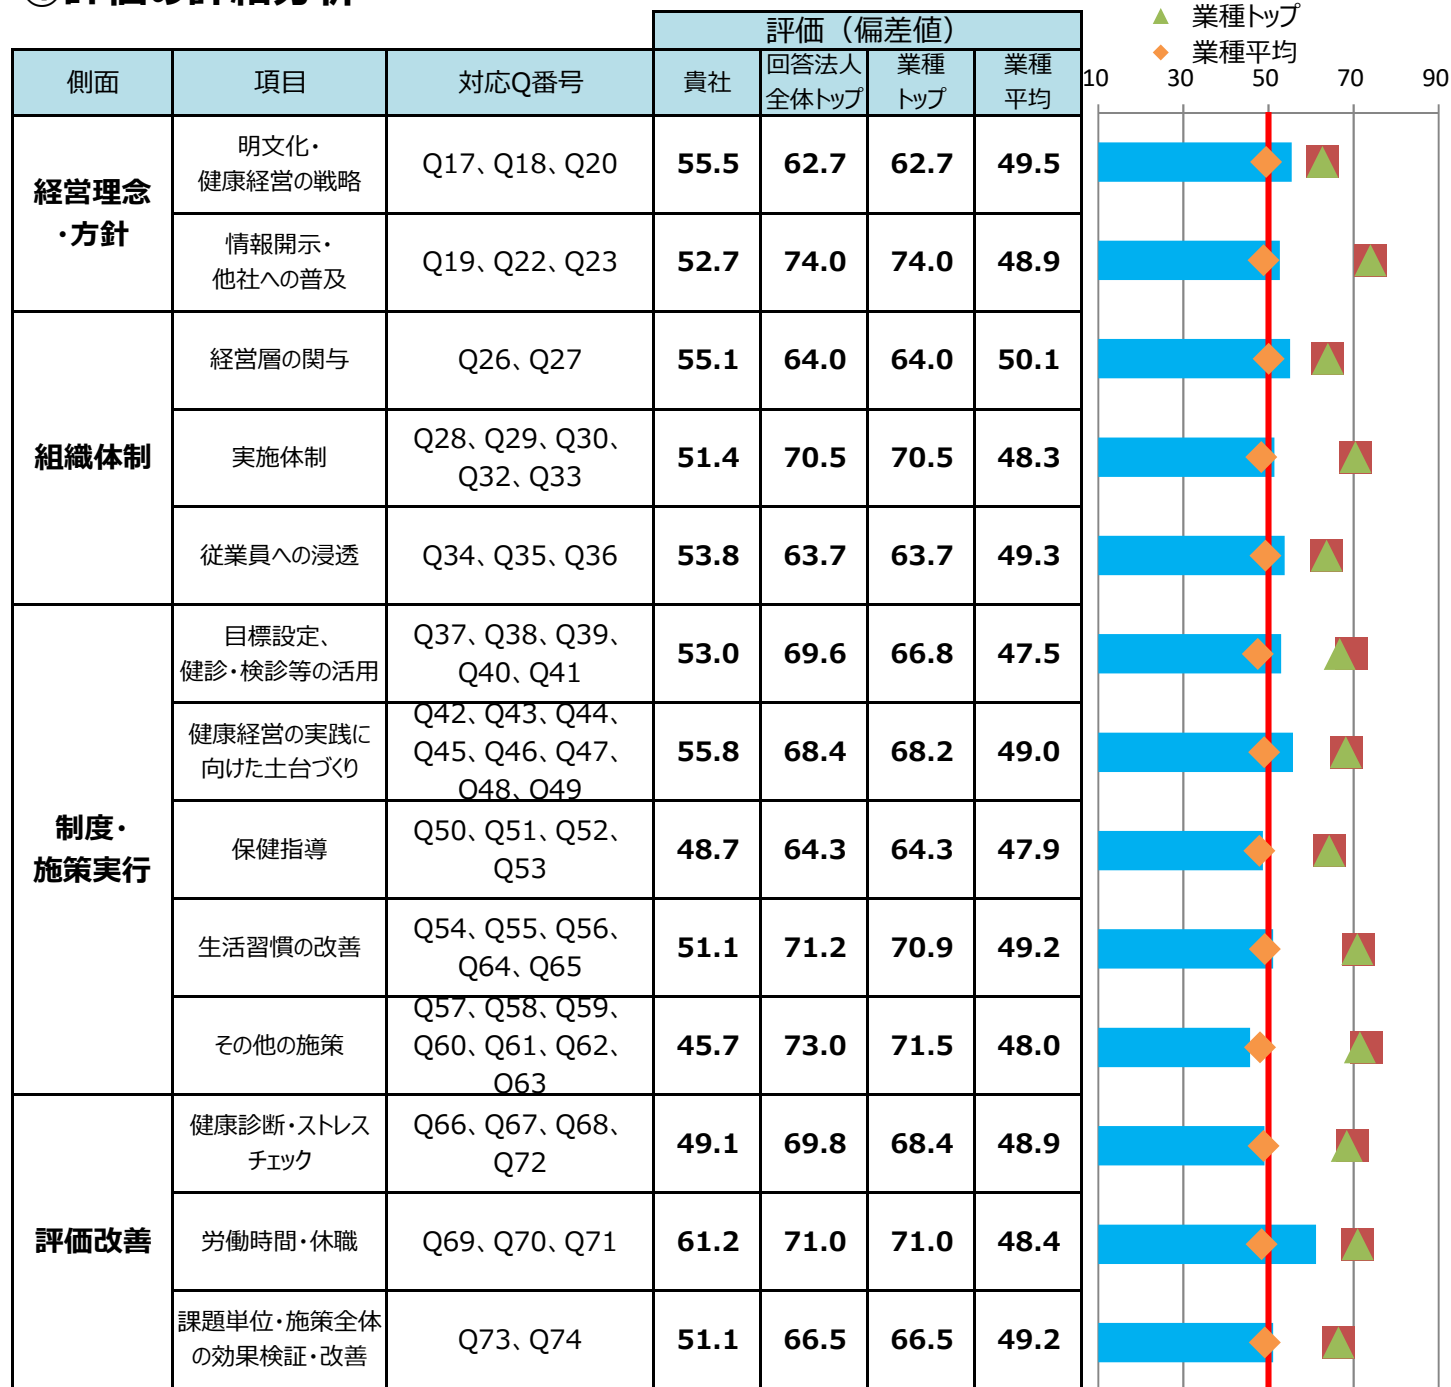 評価の詳細分析
▲ 業種トップ
◆ 業種平均
評価（偏差値）
側面 項目 対応Q番号 貴社 回答法人 業種 業種
全体トップ トップ 平均
10 30 50 70 90
経営理念
・方針
明文化・
健康経営の戦略
Q17、Q18、Q20 55.5 62.7 62.7 49.5
情報開示・
他社への普及
Q19、Q22、Q23 52.7 74.0 74.0 48.9
組織体制
経営層の関与 Q26、Q27 55.1 64.0 64.0 50.1
実施体制
Q28、Q29、Q30、
Q32、Q33
51.4 70.5 70.5 48.3
従業員への浸透 Q34、Q35、Q36 53.8 63.7 63.7 49.3
制度・
施策実行
目標設定、
健診・検診等の活用
Q37、Q38、Q39、
Q40、Q41
53.0 69.6 66.8 47.5
健康経営の実践に
向けた土台づくり
Q42、Q43、Q44、
Q45、Q46、Q47、
Q48、Q49
55.8 68.4 68.2 49.0
保健指導
Q50、Q51、Q52、
Q53
48.7 64.3 64.3 47.9
生活習慣の改善
Q54、Q55、Q56、
Q64、Q65
51.1 71.2 70.9 49.2
その他の施策
Q57、Q58、Q59、
Q60、Q61、Q62、
Q63
45.7 73.0 71.5 48.0
評価改善
健康診断・ストレス
チェック
Q66、Q67、Q68、
Q72
49.1 69.8 68.4 48.9
労働時間・休職 Q69、Q70、Q71 61.2 71.0 71.0 48.4
課題単位・施策全体
の効果検証・改善
Q73、Q74 51.1 66.5 66.5 49.2